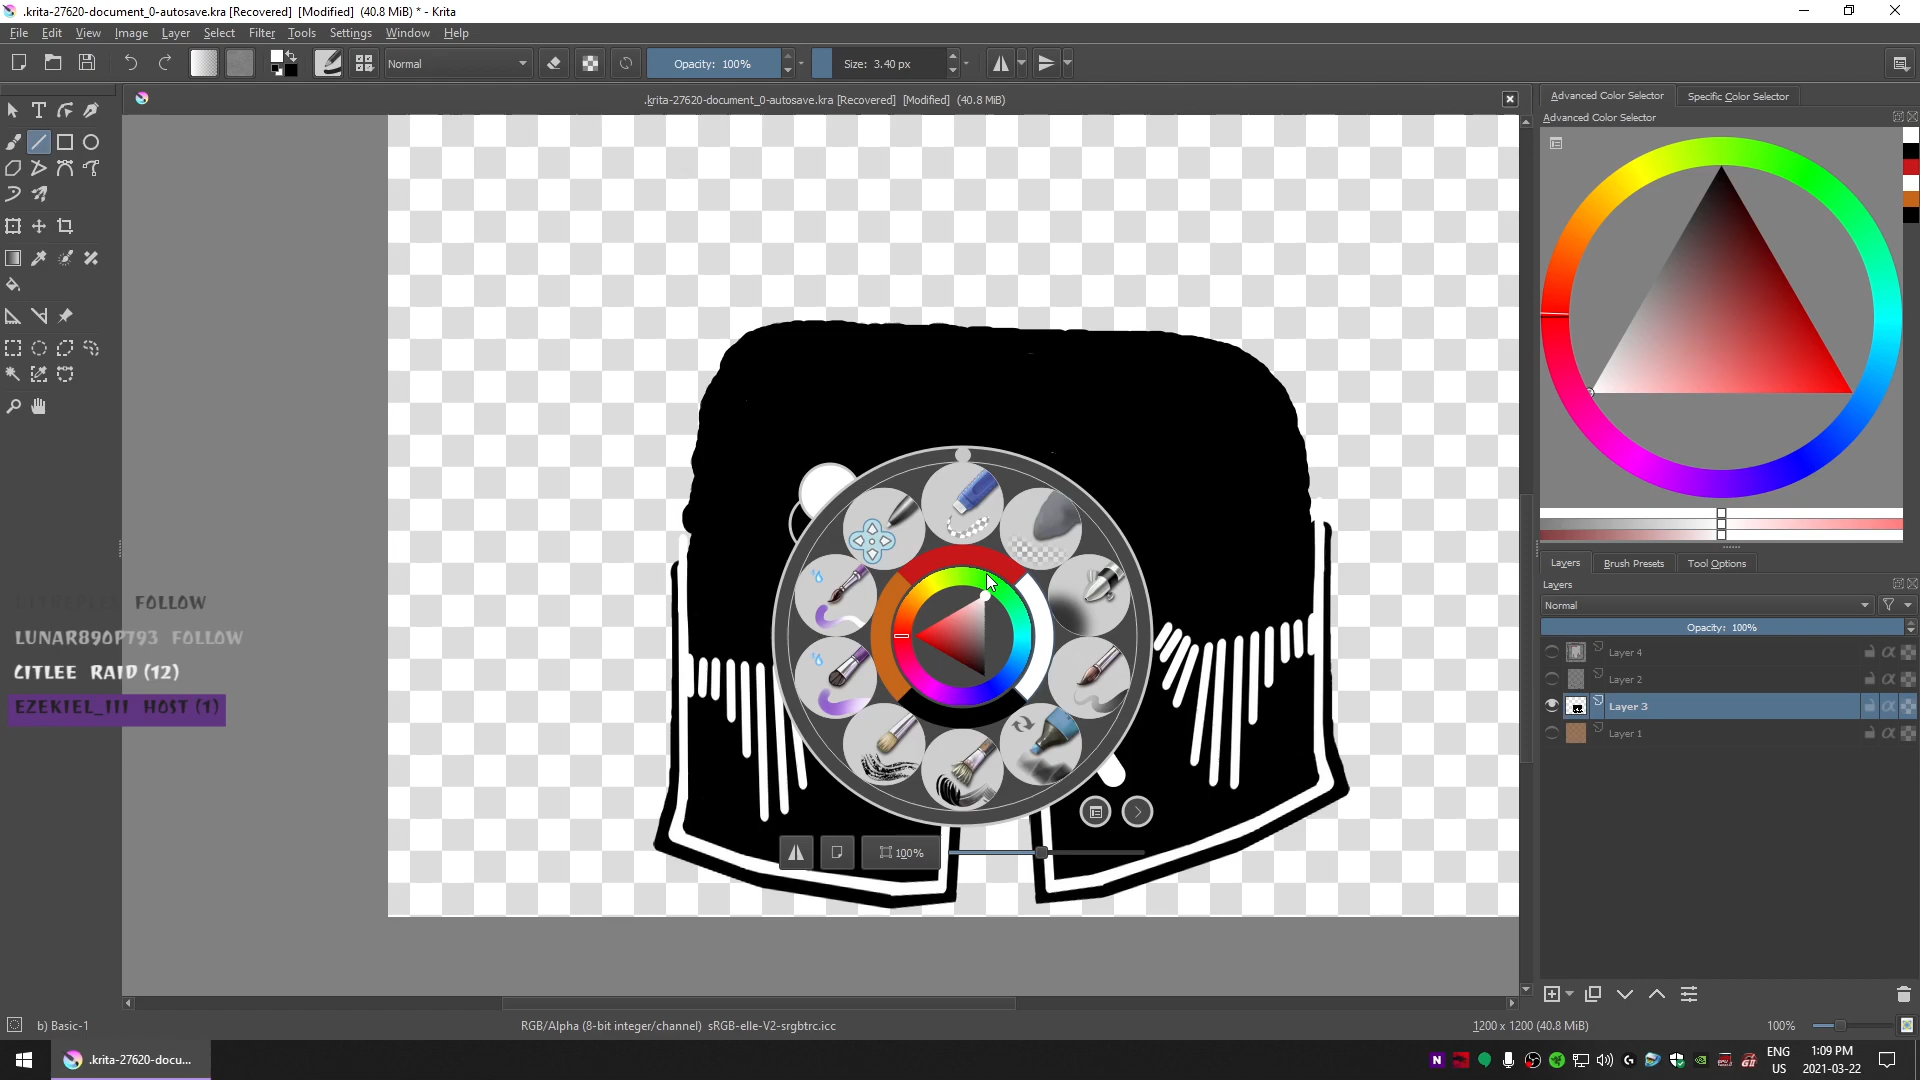 .krita-27620-document_0-autosave.kra [Recovered] [Modified] (40.8 MiB) * - Krita
File Edit View Image Layer Select Filter Tools Settings Window Help
Normal Opacity: 100% Size: 3.40 px
.krita-27620-document_0-autosave.kra [Recovered] [Modified] (40.8 MiB)
Advanced Color Selector Specific Color Selector
Advanced Color Selector
Layers Brush Presets Tool Options
Layers
Normal
Opacity: 100%
Layer 4
Layer 2
Layer 3
Layer 1
FOLLOW
LUNAR890P793 FOLLOW
CITLEE RAID (12)
EZEKIEL_III HOST (1)
100%
b) Basic-1 RGB/Alpha (8-bit integer/channel) sRGB-elle-V2-srgbtrc.icc 1200 x 1200 (40.8 MiB) 100%
.krita-27620-docu...
ENG
US
1:09 PM
2021-03-22